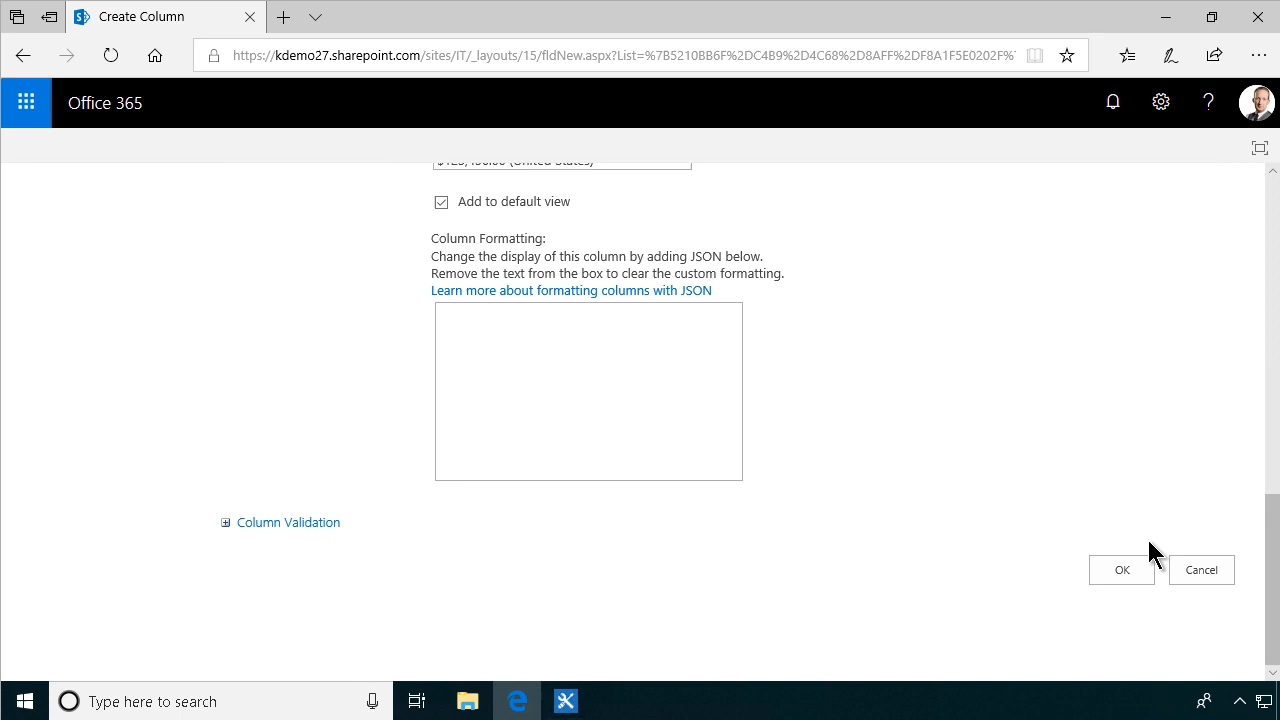 Create Column
https://kdemo27.sharepoint.com/sites/IT/_layouts/15/fldNew.aspx?List=%7B5210BB6F%2DC4B9%2D4C68%2D8AFF%2DF8A1F5E0202F%
Office 365
(United States)
Add to default view
Column Formatting:
Change the display of this column by adding JSON below.
Remove the text from the box to clear the custom formatting.
Learn more about formatting columns with JSON
Column Validation
OK
Cancel
Type here to search